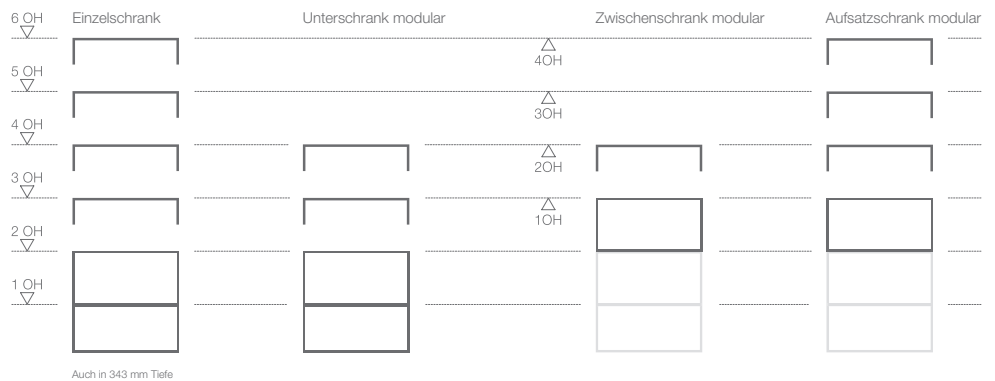 6 OH
Einzelschrank
Unterschrank modular
Zwischenschrank modular
Aufsatzschrank modular
4OH
5 OH
3OH
4 OH
2OH
3 OH
1OH
2 OH
1 OH
Auch in 343 mm Tiefe